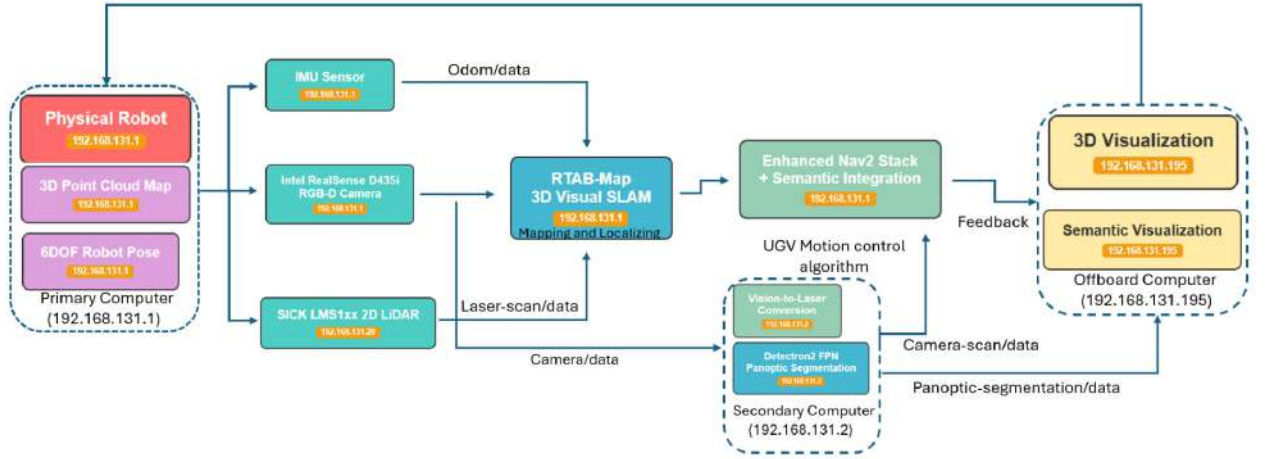 Physical Robot
192.168.131.1
3D Point Cloud Map
192.168.131.1
6DOF Robot Pose
192.168.131.1
Primary Computer
(192.168.131.1)
IMU Sensor
192.168.131.1
Intel RealSense D435i
RGB-D Camera
192.168.131.1
SICK LMS1xx 2D LiDAR
192.168.131.20
Odom/data
Laser-scan/data
Camera/data
RTAB-Map
3D Visual SLAM
192.168.131.1
Mapping and Localizing
Enhanced Nav2 Stack
+ Semantic Integration
192.168.131.1
UGV Motion control
algorithm
Vision-to-Laser
Conversion
192.168.131.2
Detectron2 FPN
Panoptic Segmentation
Secondary Computer
(192.168.131.2)
Feedback
Camera-scan/data
Panoptic-segmentation/data
3D Visualization
192.168.131.195
Semantic Visualization
192.168.131.195
Offboard Computer
(192.168.131.195)